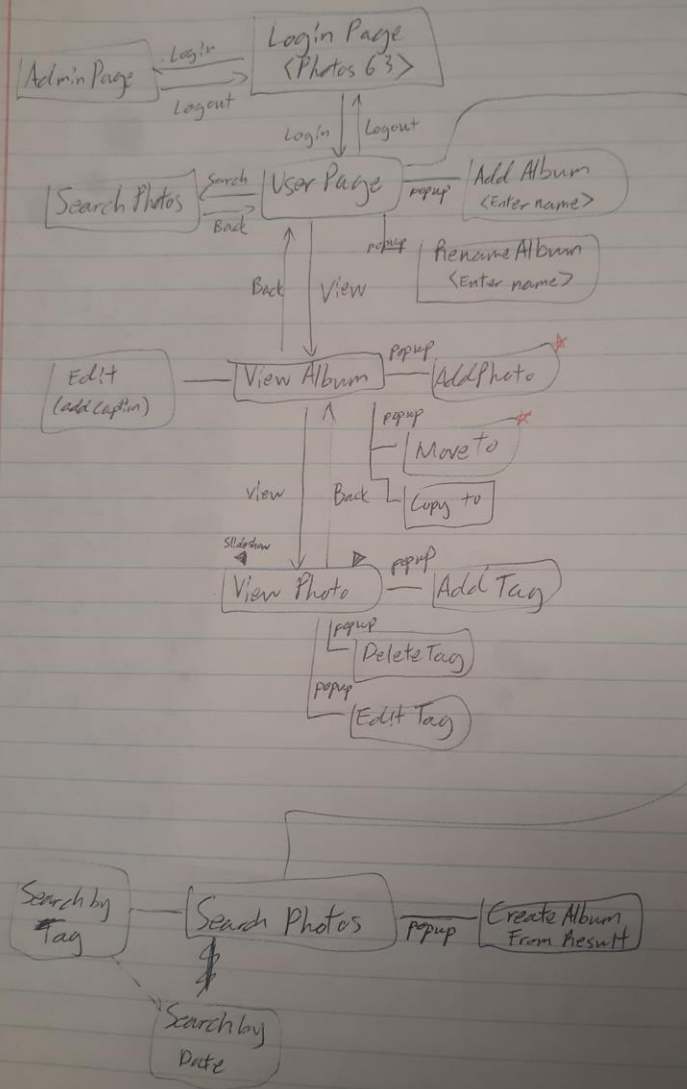 Login Page
<Photos 63>
Login
Admin Page
Logout
Login
Logout
User Page
Search
Search Photos
Back
popup
Add Album
<Enter name>
popup
Rename Album
<Enter name>
Back
View
Edit
(add caption)
View Album
popup
Add Photo
popup
Move to
Copy to
view
Back
Slideshow
View Photo
popup
Add Tag
popup
Delete Tag
popup
Edit Tag
Search by
Tag
Search Photos
popup
Create Album
From Result
Search by
Date